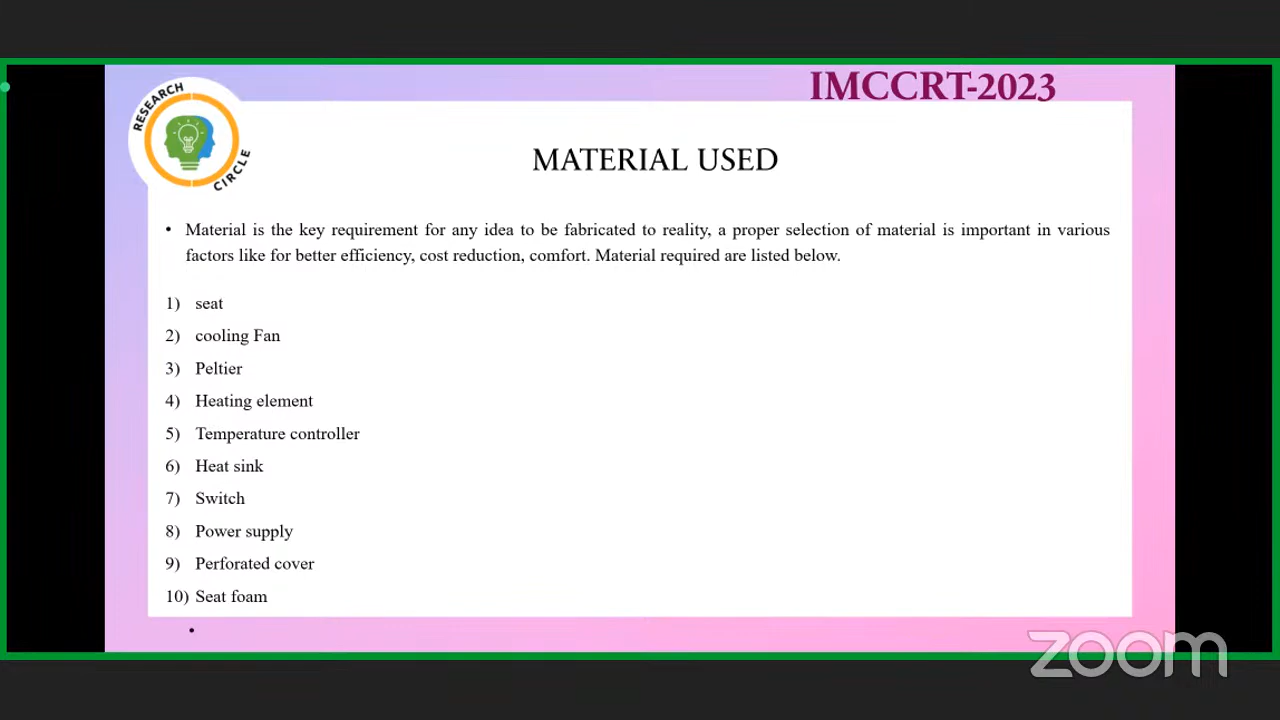 IMCCRT-2023
RESEARCH
CIRCLE
MATERIAL USED
• Material is the key requirement for any idea to be fabricated to reality, a proper selection of material is important in various
factors like for better efficiency, cost reduction, comfort. Material required are listed below.
1) seat
2) cooling Fan
3) Peltier
4) Heating element
5) Temperature controller
6) Heat sink
7) Switch
8) Power supply
9) Perforated cover
10) Seat foam
•
zoom